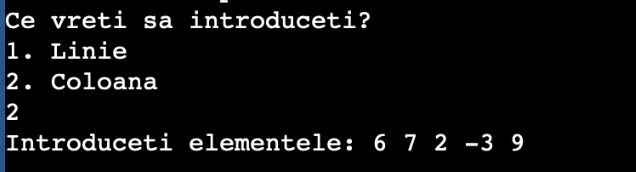 Ce vreti sa introduceti?
1. Linie
2. Coloana
2
Introduceti elementele: 6 7 2 -3 9